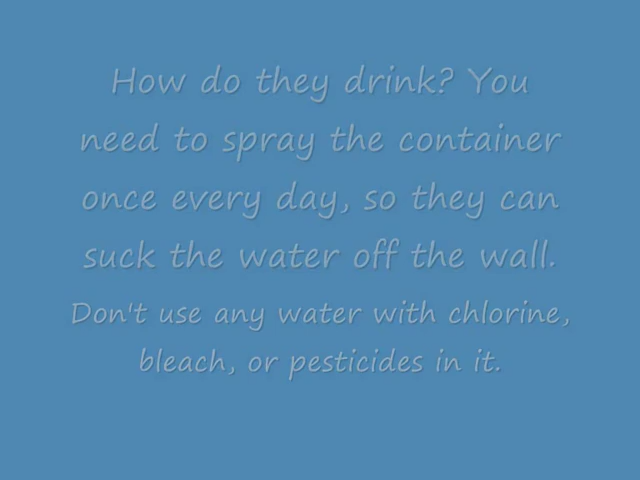 How do they drink? You
need to spray the container
once every day, so they can
suck the water off the wall.
Don't use any water with chlorine,
bleach, or pesticides in it.